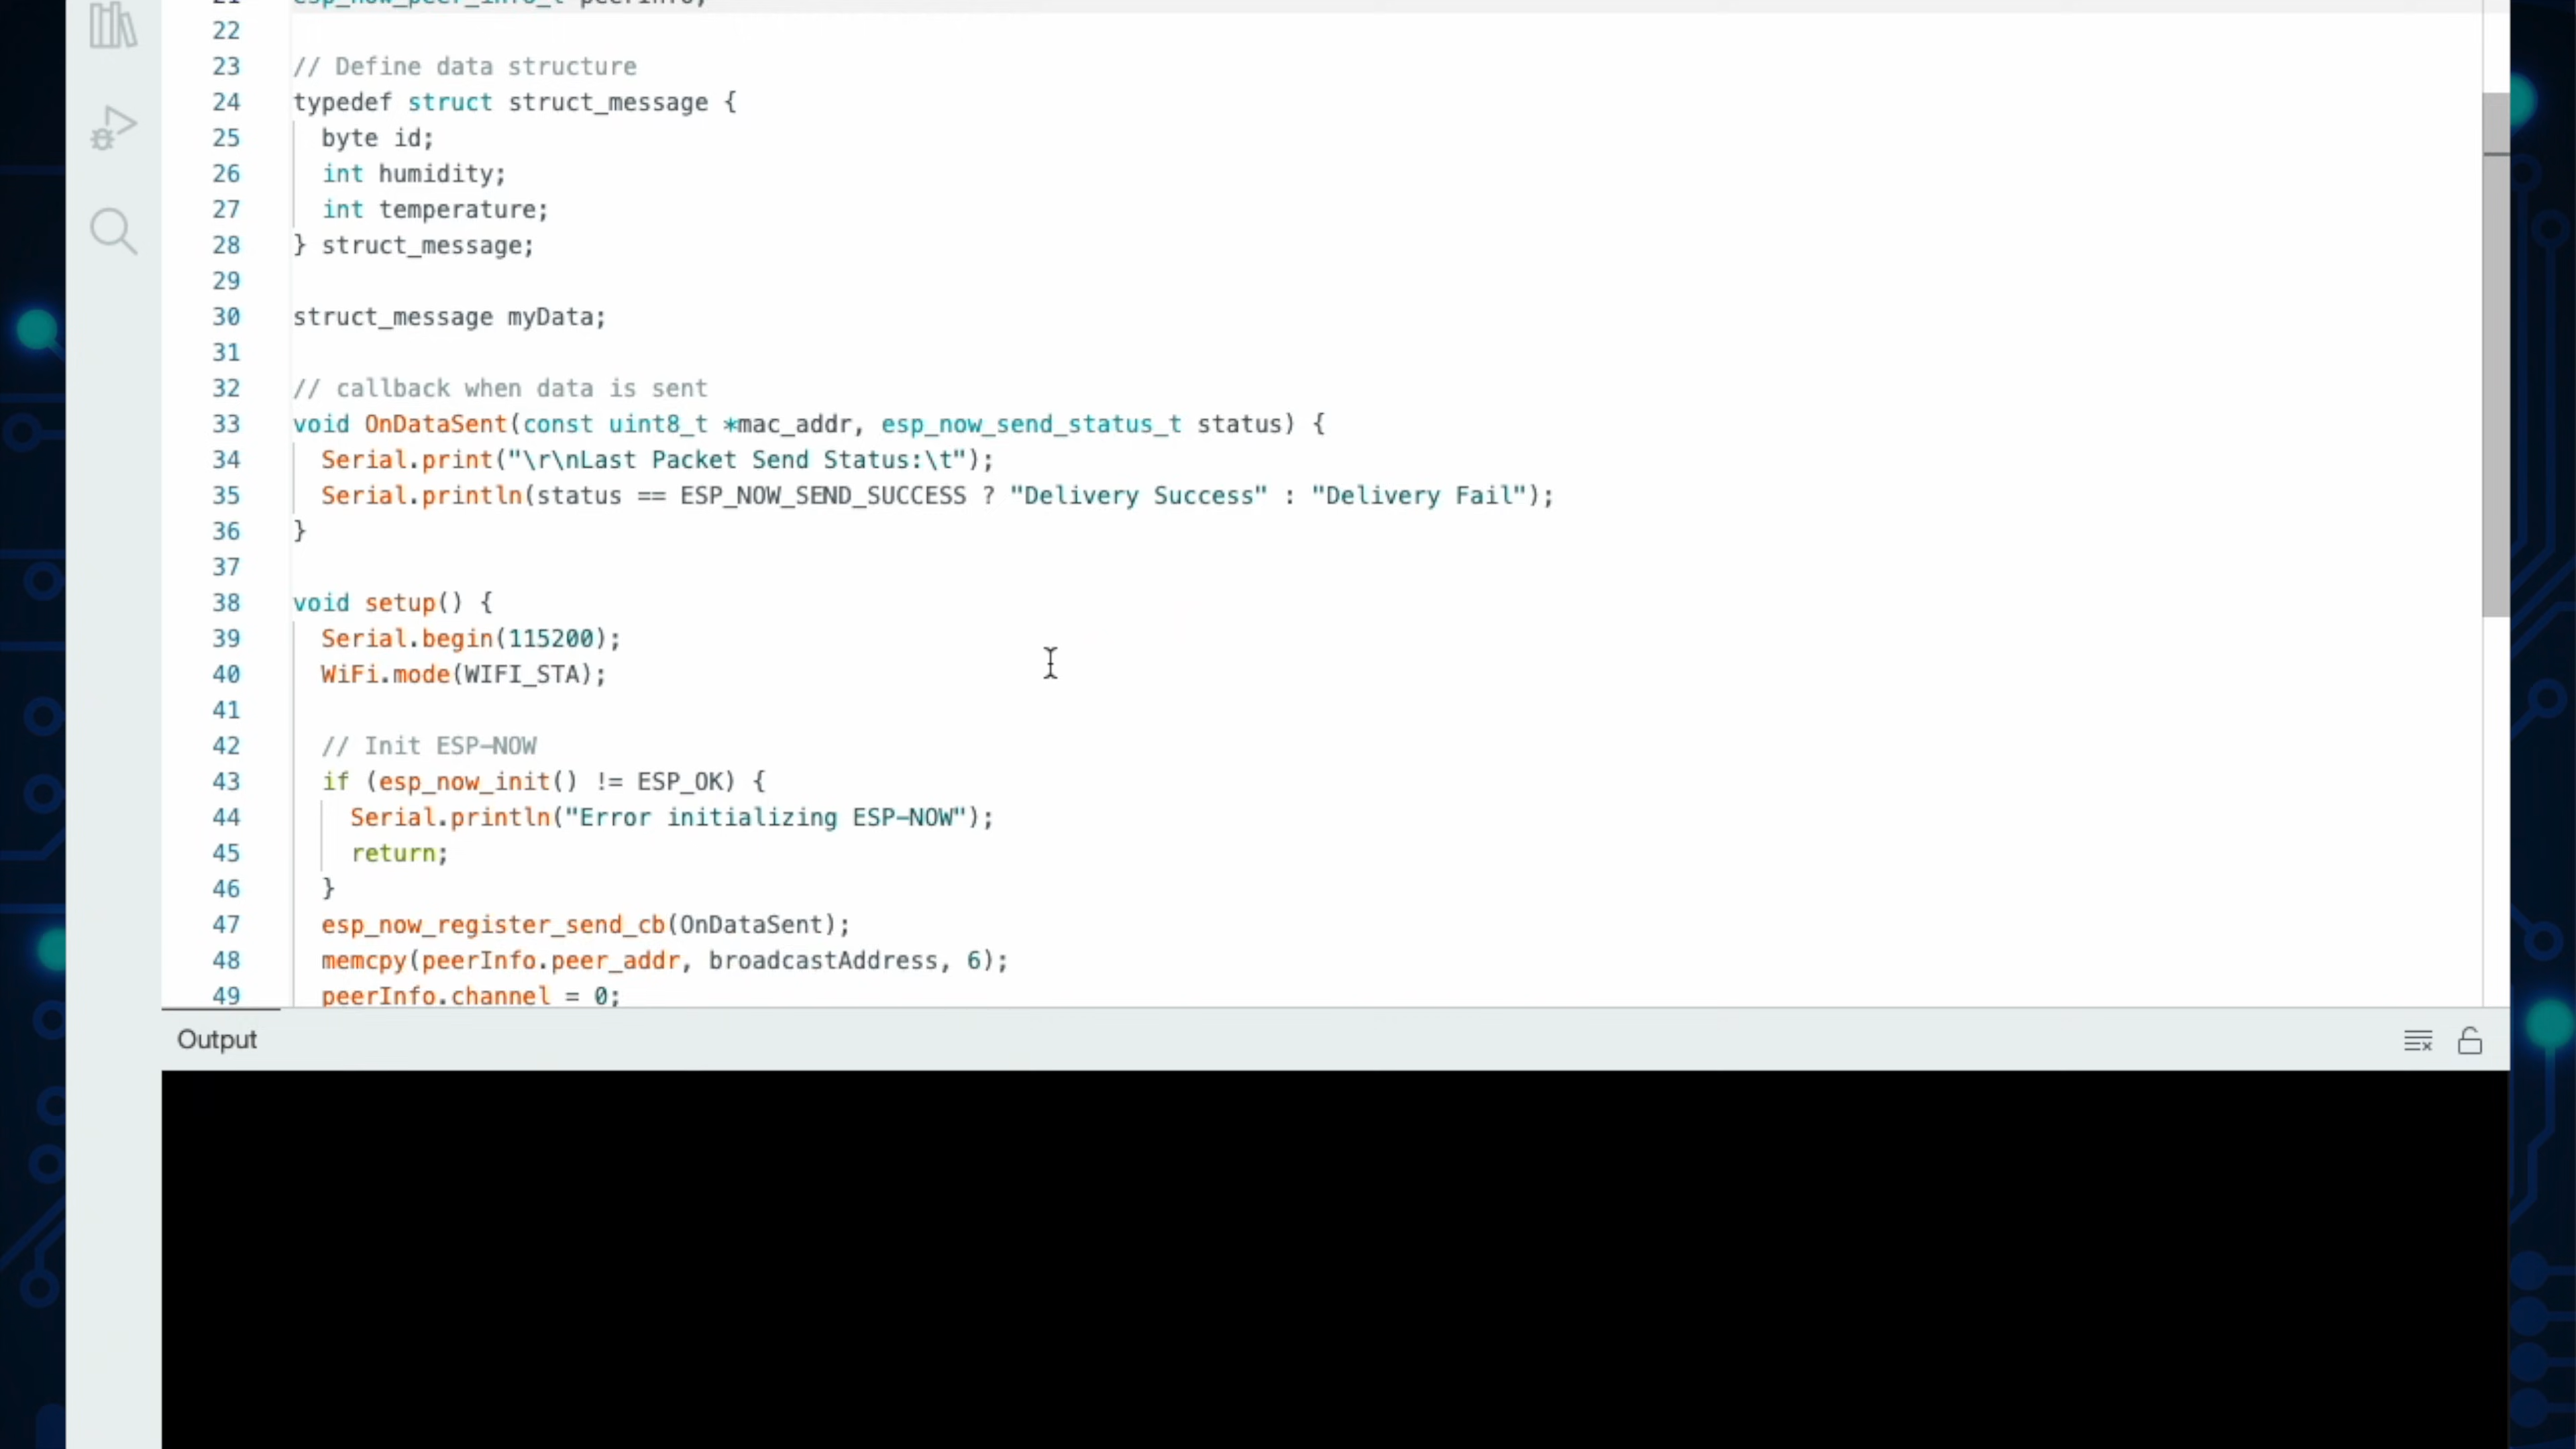 21 esp_now_peer_info_t peerInfo;
22
23 // Define data structure
24 typedef struct struct_message {
25 byte id;
26 int humidity;
27 int temperature;
28 } struct_message;
29
30 struct_message myData;
31
32 // callback when data is sent
33 void OnDataSent(const uint8_t *mac_addr, esp_now_send_status_t status) {
34 Serial.print("\r\nLast Packet Send Status:\t");
35 Serial.println(status == ESP_NOW_SEND_SUCCESS ? "Delivery Success" : "Delivery Fail");
36 }
37
38 void setup() {
39 Serial.begin(115200);
40 WiFi.mode(WIFI_STA);
41
42 // Init ESP-NOW
43 if (esp_now_init() != ESP_OK) {
44 Serial.println("Error initializing ESP-NOW");
45 return;
46 }
47 esp_now_register_send_cb(OnDataSent);
48 memcpy(peerInfo.peer_addr, broadcastAddress, 6);
49 peerInfo.channel = 0;
Output